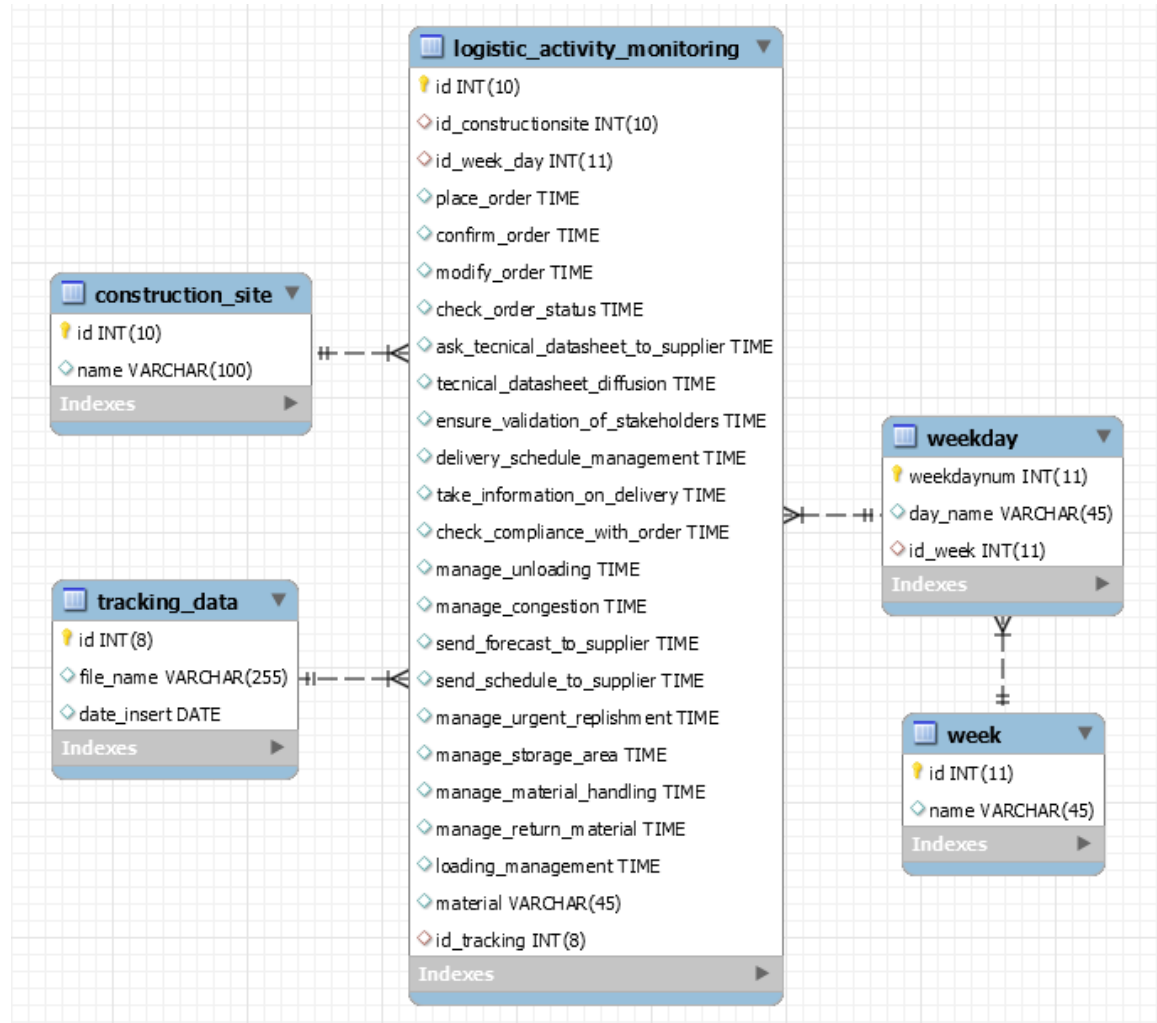 logistic_activity_monitoring
id INT(10)
id_constructionsite INT(10)
id_week_day INT(11)
place_order TIME
confirm_order TIME
modify_order TIME
check_order_status TIME
ask_tecnical_datasheet_to_supplier TIME
tecnical_datasheet_diffusion TIME
ensure_validation_of_stakeholders TIME
delivery_schedule_management TIME
take_information_on_delivery TIME
check_compliance_with_order TIME
manage_unloading TIME
manage_congestion TIME
send_forecast_to_supplier TIME
send_schedule_to_supplier TIME
manage_urgent_replishment TIME
manage_storage_area TIME
manage_material_handling TIME
manage_return_material TIME
loading_management TIME
material VARCHAR(45)
id_tracking INT(8)
Indexes
construction_site
id INT(10)
name VARCHAR(100)
Indexes
tracking_data
id INT(8)
file_name VARCHAR(255)
date_insert DATE
Indexes
weekday
weekdaynum INT(11)
day_name VARCHAR(45)
id_week INT(11)
Indexes
week
id INT(11)
name VARCHAR(45)
Indexes